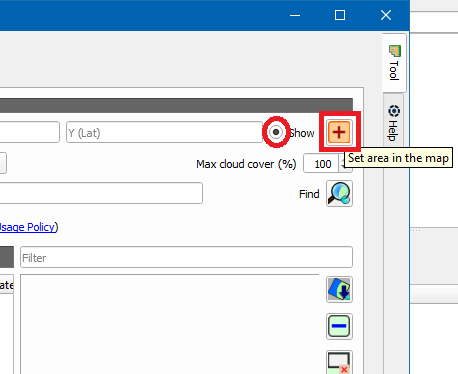 Tool
Y (Lat)
Show
Help
Set area in the map
Max cloud cover (%)
100
Find
Usage Policy)
Filter
ate